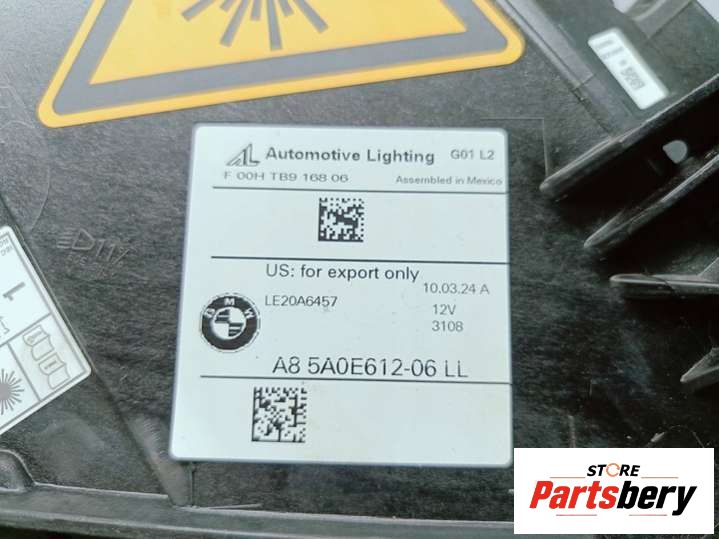 Automotive Lighting G01 L2
F 00H TB9 168 06 Assembled in Mexico
US: for export only
10.03.24 A
LE20A6457
12V
BMW
3108
A8 5A0E612-06 LL
STORE
Partsbery